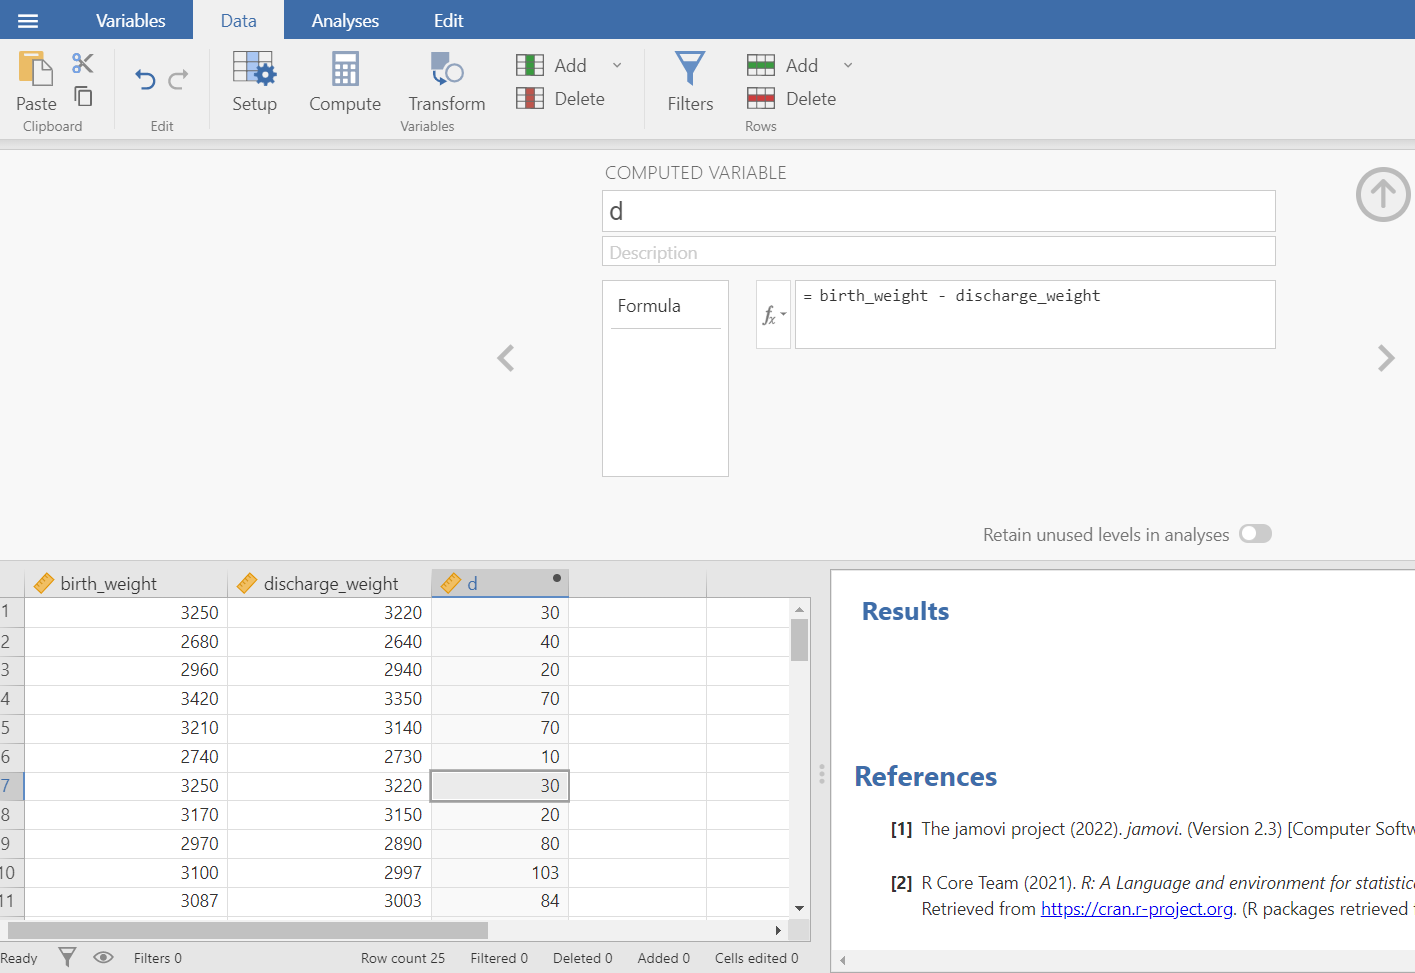 Variables Data Analyses Edit
Paste Setup Compute Transform Add Delete Filters Add Delete
Clipboard Edit Variables Rows
COMPUTED VARIABLE
d
Description
Formula
fx
= birth_weight - discharge_weight
Retain unused levels in analyses
birth_weight discharge_weight d
1 3250 3220 30
2 2680 2640 40
3 2960 2940 20
4 3420 3350 70
5 3210 3140 70
6 2740 2730 10
7 3250 3220 30
8 3170 3150 20
9 2970 2890 80
10 3100 2997 103
11 3087 3003 84
Ready Filters 0 Row count 25 Filtered 0 Deleted 0 Added 0 Cells edited 0
Results
References
[1] The jamovi project (2022). jamovi. (Version 2.3) [Computer Softw
[2] R Core Team (2021). R: A Language and environment for statistic
Retrieved from https://cran.r-project.org. (R packages retrieved